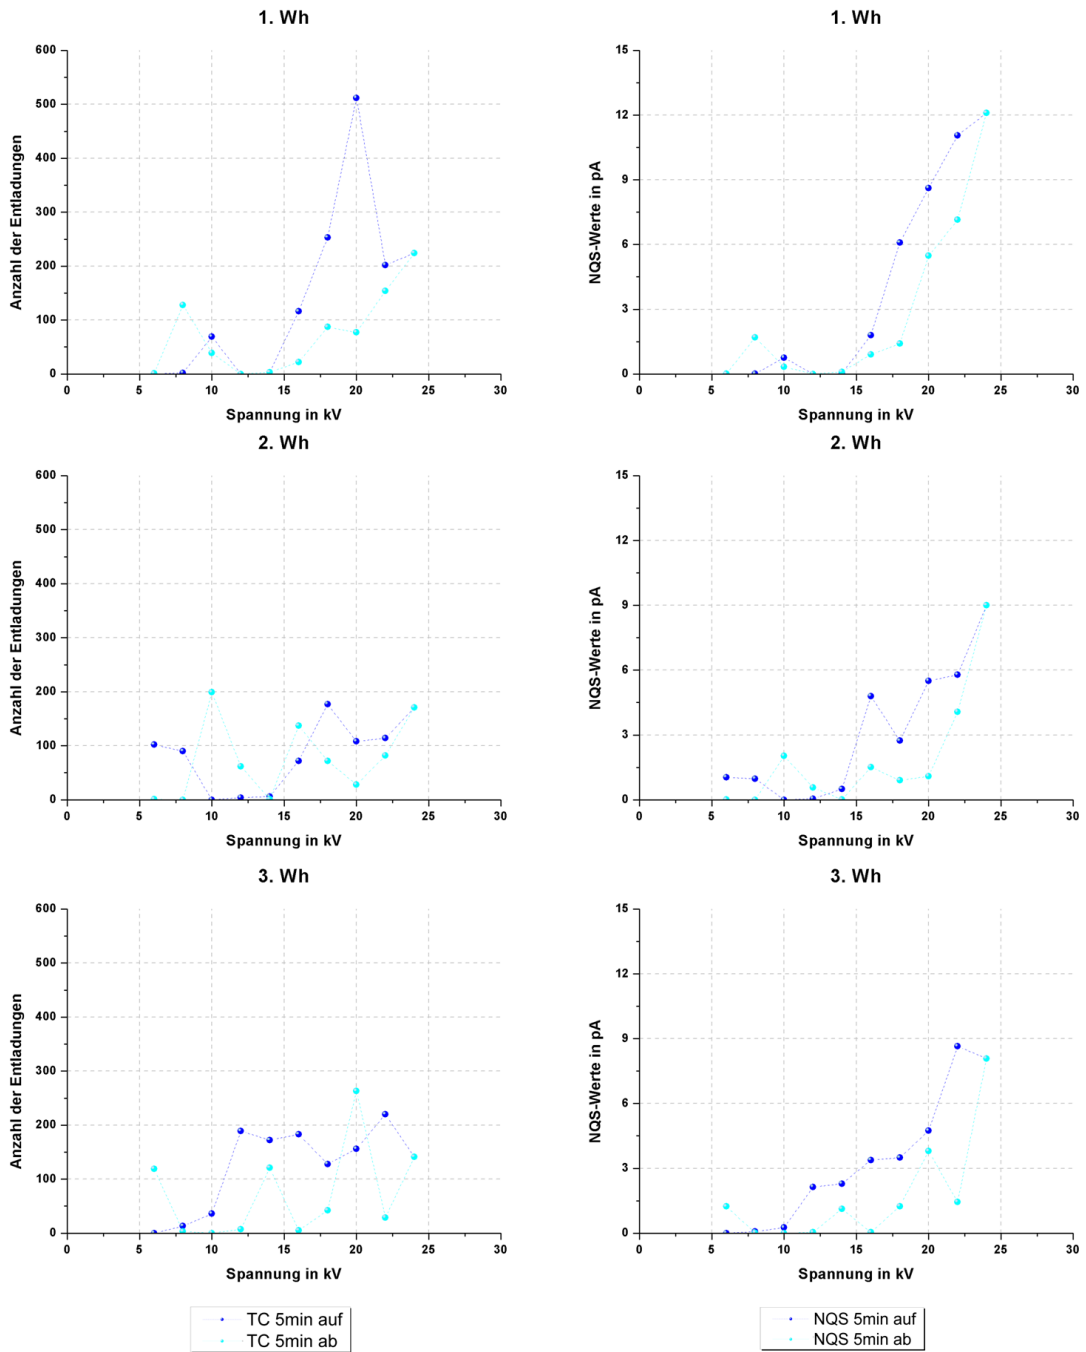 1. Wh
600
500
400
300
200
100
0
Anzahl der Entladungen
0 5 10 15 20 25 30
Spannung in kV
1. Wh
15
12
9
6
3
0
NQS-Werte in pA
0 5 10 15 20 25 30
Spannung in kV
2. Wh
600
500
400
300
200
100
0
Anzahl der Entladungen
0 5 10 15 20 25 30
Spannung in kV
2. Wh
15
12
9
6
3
0
NQS-Werte in pA
0 5 10 15 20 25 30
Spannung in kV
3. Wh
600
500
400
300
200
100
0
Anzahl der Entladungen
0 5 10 15 20 25 30
Spannung in kV
3. Wh
15
12
9
6
3
0
NQS-Werte in pA
0 5 10 15 20 25 30
Spannung in kV
TC 5min auf
TC 5min ab
NQS 5min auf
NQS 5min ab